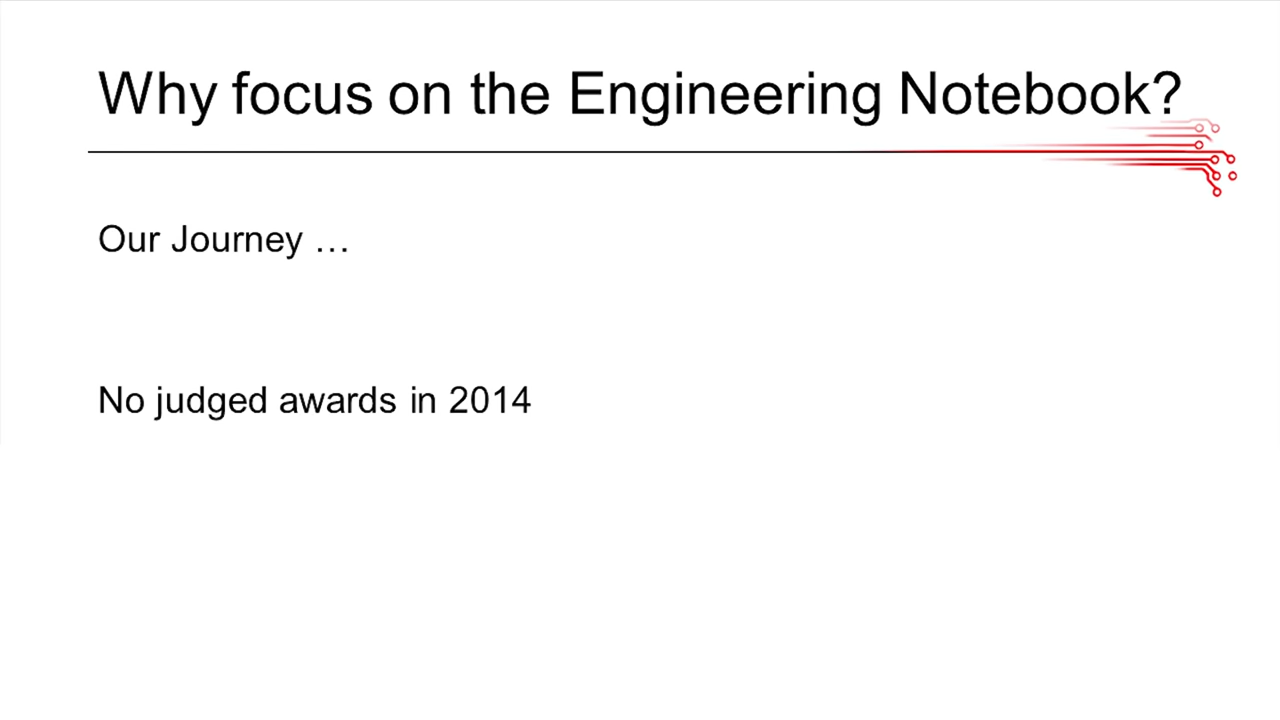 Why focus on the Engineering Notebook?
Our Journey …
No judged awards in 2014